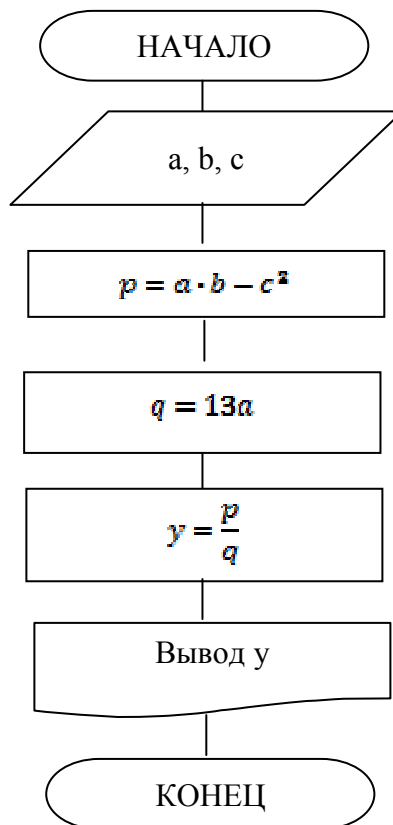 НАЧАЛО
a, b, c
p = a · b − c²
q = 13a
y = p/q
Вывод y
КОНЕЦ